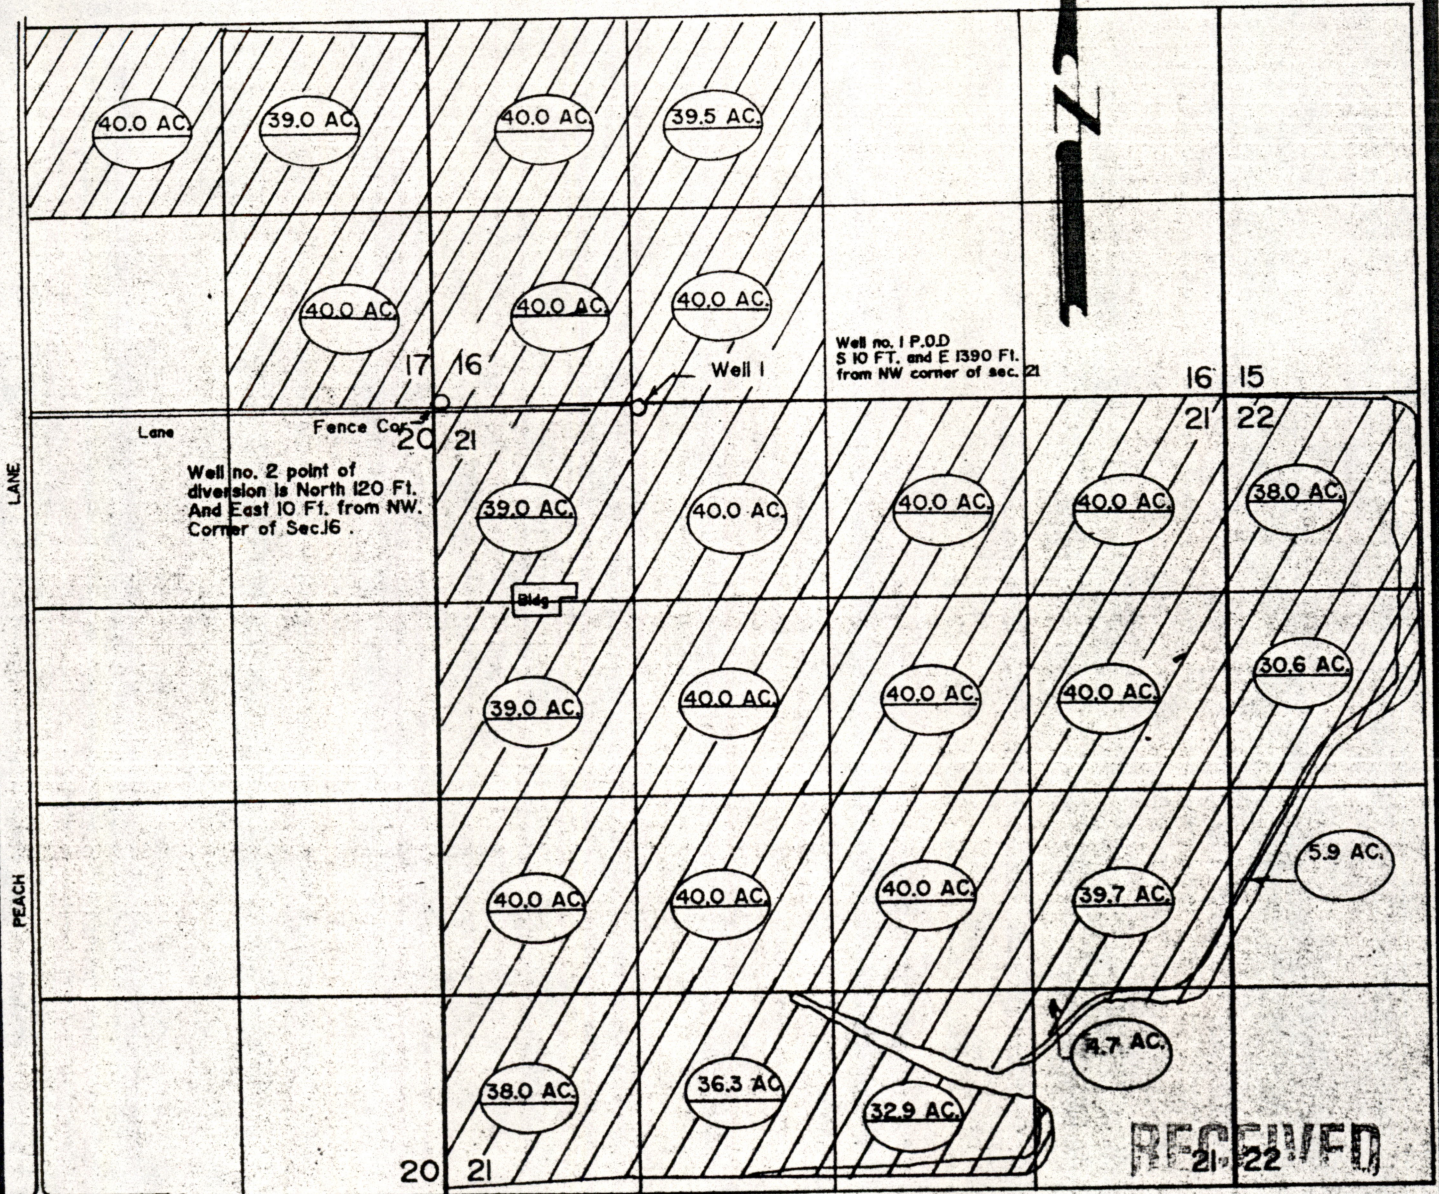 N
40.0 AC.
39.0 AC.
40.0 AC.
39.5 AC.
40.0 AC.
40.0 AC.
40.0 AC.
17 16
Well 1
Well no. 1 P.O.D
S 10 FT. and E 1390 Ft.
from NW corner of sec. 21
16 15
21 22
Lane
Fence Cor.
20 21
LANE
Well no. 2 point of
diversion is North 120 Ft.
And East 10 Ft. from NW.
Corner of Sec.16 .
39.0 AC.
40.0 AC.
40.0 AC.
40.0 AC.
38.0 AC.
Bldg
39.0 AC.
40.0 AC.
40.0 AC.
40.0 AC.
30.6 AC.
PEACH
40.0 AC.
40.0 AC.
40.0 AC.
39.7 AC.
5.9 AC.
38.0 AC.
36.3 AC
32.9 AC.
4.7 AC.
RECEIVED
20 21
21 22